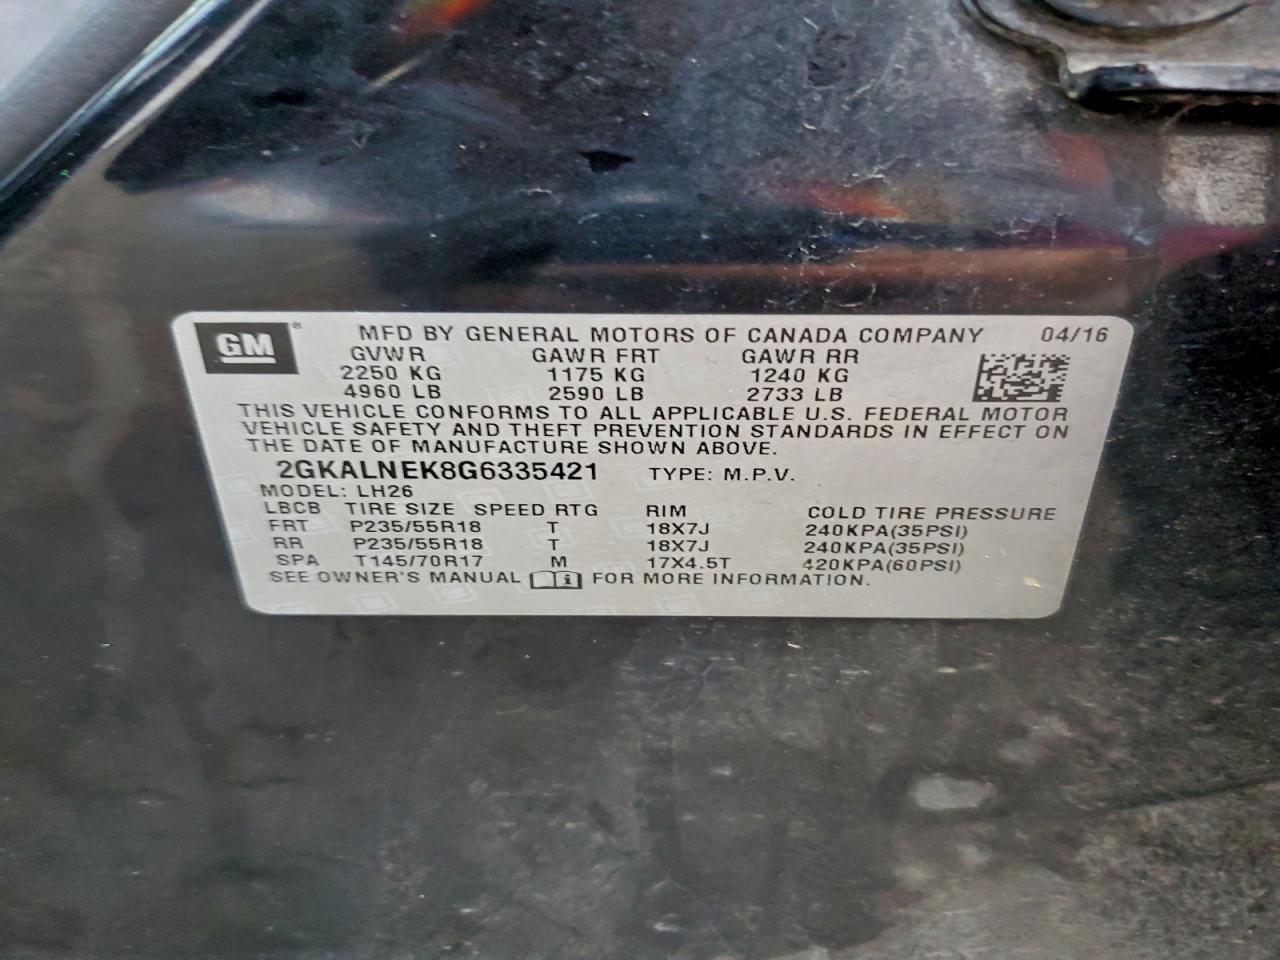 GM® MFD BY GENERAL MOTORS OF CANADA COMPANY 04/16
GVWR GAWR FRT GAWR RR
2250 KG 1175 KG 1240 KG
4960 LB 2590 LB 2733 LB
THIS VEHICLE CONFORMS TO ALL APPLICABLE U.S. FEDERAL MOTOR
VEHICLE SAFETY AND THEFT PREVENTION STANDARDS IN EFFECT ON
THE DATE OF MANUFACTURE SHOWN ABOVE.
2GKALNEK8G6335421 TYPE: M.P.V.
MODEL: LH26
LBCB TIRE SIZE SPEED RTG RIM COLD TIRE PRESSURE
FRT P235/55R18 T 18X7J 240KPA(35PSI)
RR P235/55R18 T 18X7J 240KPA(35PSI)
SPA T145/70R17 M 17X4.5T 420KPA(60PSI)
SEE OWNER'S MANUAL FOR MORE INFORMATION.